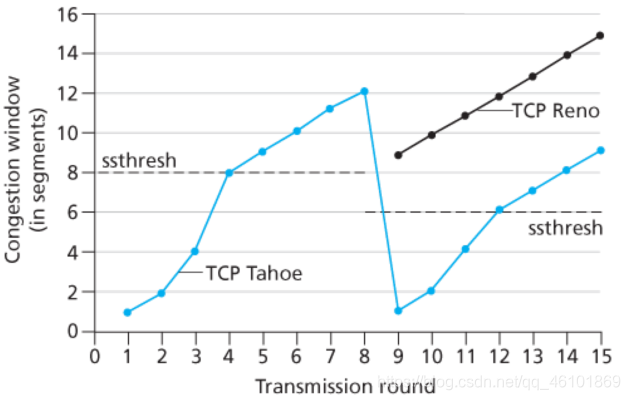 16
14
12
10
8
6
4
2
0
Congestion window
(in segments)
ssthresh
TCP Tahoe
TCP Reno
ssthresh
0 1 2 3 4 5 6 7 8 9 10 11 12 13 14 15
Transmission round
https://blog.csdn.net/qq_46101869